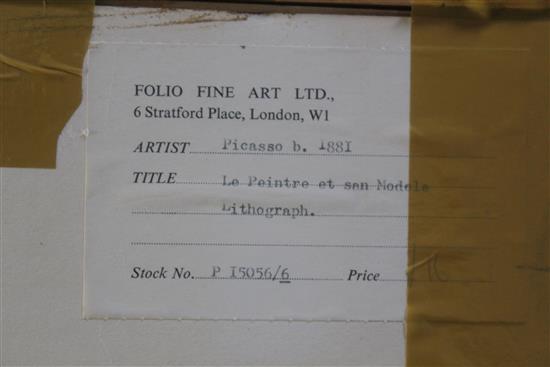 FOLIO FINE ART LTD.,
6 Stratford Place, London, W1
ARTIST Picasso b. 1881
TITLE Le Peintre et san Modele
Lithograph.
Stock No. P I5056/6 Price